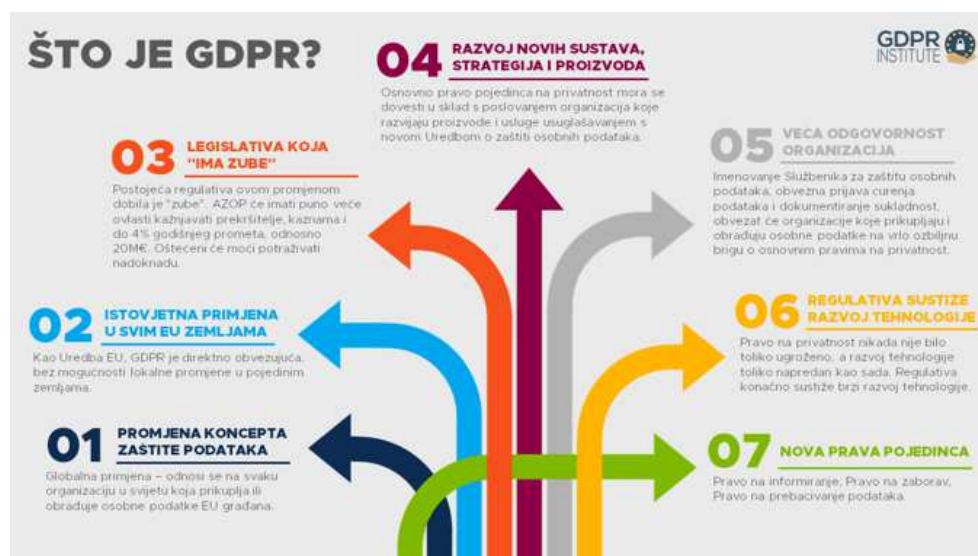 ŠTO JE GDPR?
GDPR
INSTITUTE
01
PROMJENA KONCEPTA
ZAŠTITE PODATAKA
Globalna primjena – odnosi se na svaku
organizaciju u svijetu koja prikuplja ili
obrađuje osobne podatke EU građana.
02
ISTOVJETNA PRIMJENA
U SVIM EU ZEMLJAMA
Kao Uredba EU, GDPR je direktno obvezujuća,
bez mogućnosti lokalne promjene u pojedinim
zemljama.
03
LEGISLATIVA KOJA
"IMA ZUBE"
Postojeća regulativa ovom promjenom
dobila je "zube". AZOP će imati puno veće
ovlasti kažnjavati prekršitelje, kaznama i
do 4% godišnjeg prometa, odnosno
20M€. Oštećeni će moći potraživati
nadoknadu.
04
RAZVOJ NOVIH SUSTAVA,
STRATEGIJA I PROIZVODA
Osnovno pravo pojedinca na privatnost mora se
dovesti u sklad s poslovanjem organizacija koje
razvijaju proizvode i usluge usuglašavanjem s
novom Uredbom o zaštiti osobnih podataka.
05
VECA ODGOVORNOST
ORGANIZACIJA
Imenovanje Službenika za zaštitu osobnih
podataka, obvezna prijava curenja
podataka i dokumentiranje sukladnost,
obvezat će organizacije koje prikupljaju i
obrađuju osobne podatke na vrlo ozbiljnu
brigu o osnovnim pravima na privatnost.
06
REGULATIVA SUSTIZE
RAZVOJ TEHNOLOGIJE
Pravo na privatnost nikada nije bilo
toliko ugroženo, a razvoj tehnologije
toliko napredan kao sada. Regulativa
konačno sustiže brzi razvoj tehnologije.
07
NOVA PRAVA POJEDINCA
Pravo na informiranje, Pravo na zaborav,
Pravo na prebacivanje podataka.